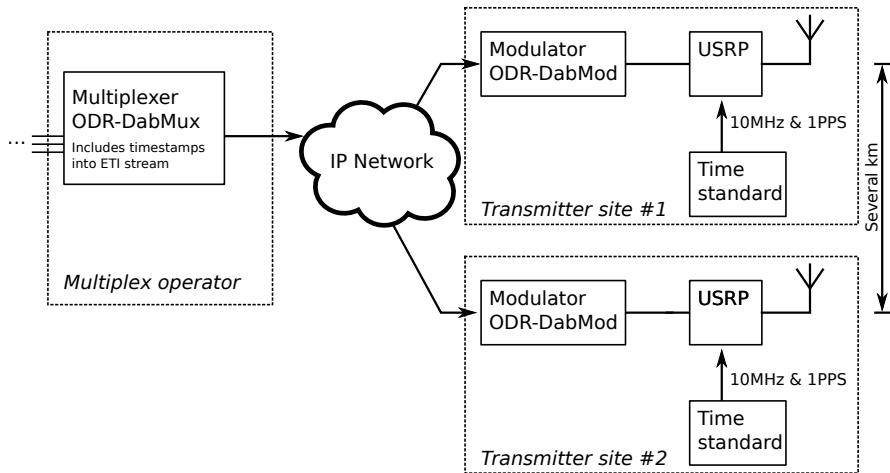 Multiplexer
ODR-DabMux
Includes timestamps
into ETI stream
...
Multiplex operator
IP Network
Modulator
ODR-DabMod
USRP
10MHz & 1PPS
Time
standard
Transmitter site #1
Several km
Modulator
ODR-DabMod
USRP
10MHz & 1PPS
Time
standard
Transmitter site #2